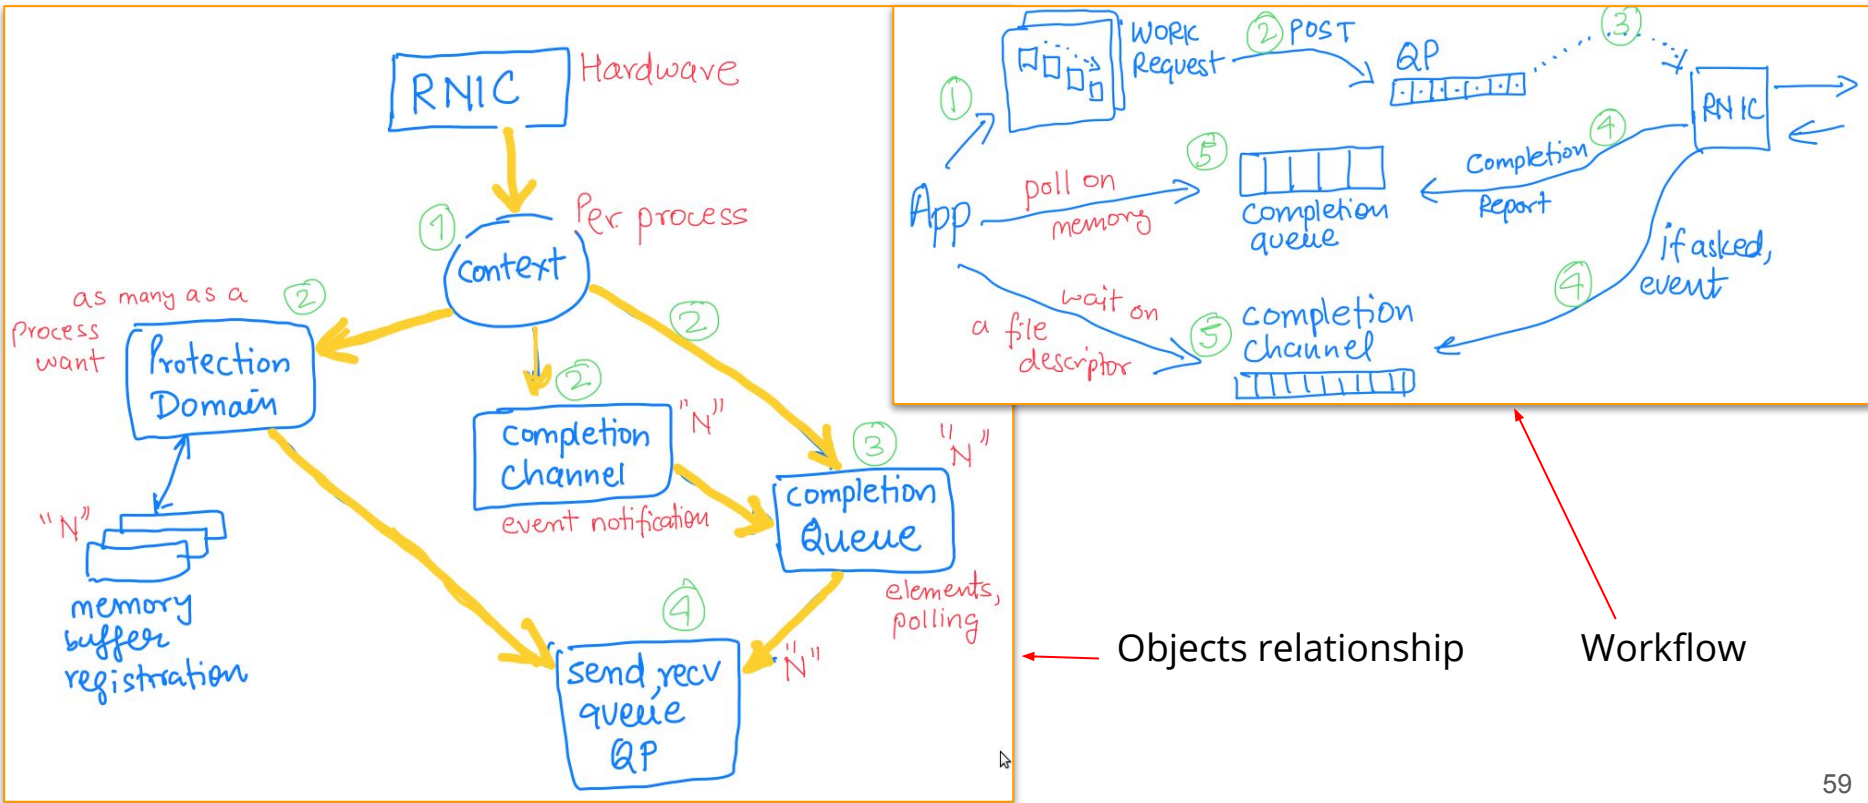 RNIC
Hardware
1
Per process
context
as many as a
process
want
2
Protection
Domain
2
2
completion
channel
"N"
event notification
3
"N"
completion
Queue
elements,
polling
"N"
memory
buffer
registration
4
send, recv
queue
QP
"N"
1
WORK
Request
2
POST
QP
3
RNIC
App
poll on
memory
5
completion
queue
4
Completion
Report
if asked,
event
4
wait on
a file
descriptor
5
completion
channel
Objects relationship
Workflow
59